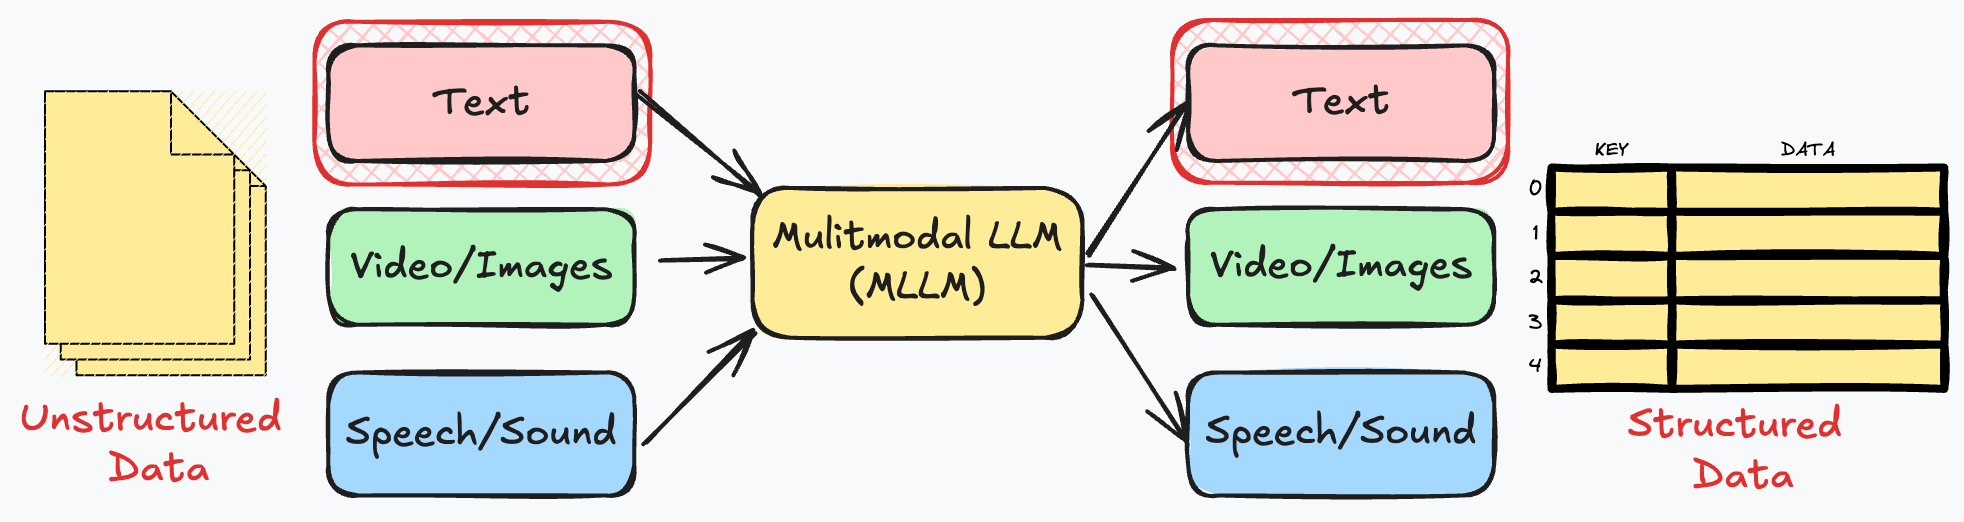 Text
Video/Images
Speech/Sound
Unstructured
Data
Mulitmodal LLM
(MLLM)
Text
Video/Images
Speech/Sound
KEY DATA
0
1
2
3
4
Structured
Data